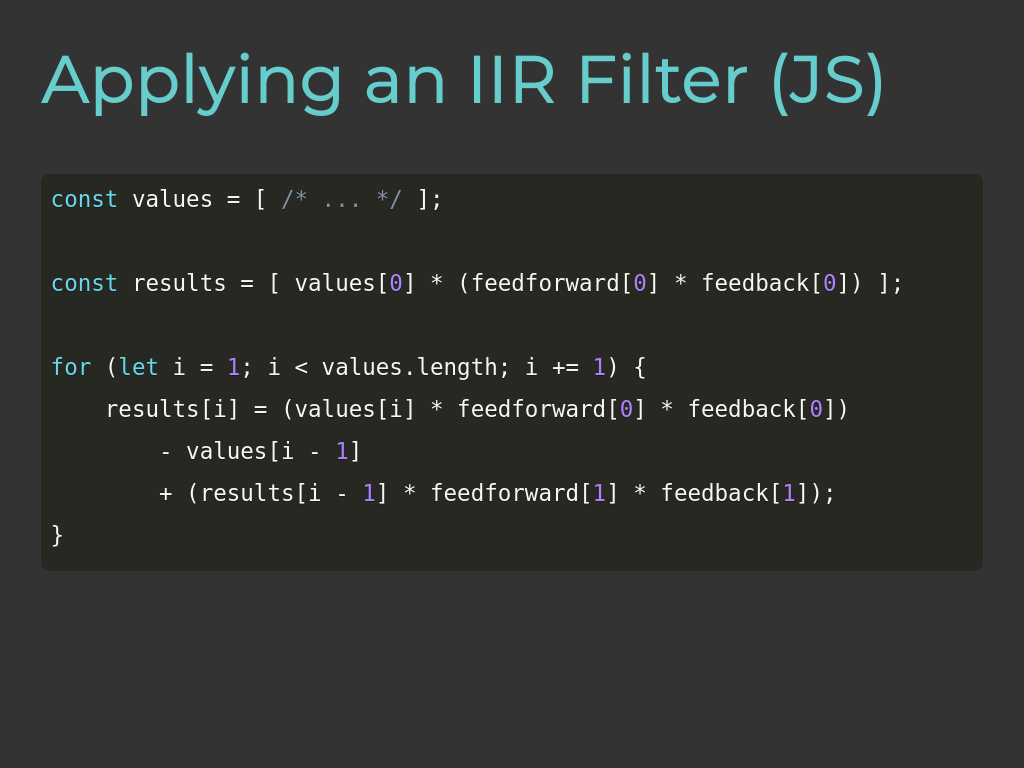 Applying an IIR Filter (JS)
const values = [ /* ... */ ];
const results = [ values[0] * (feedforward[0] * feedback[0]) ];
for (let i = 1; i < values.length; i += 1) {
    results[i] = (values[i] * feedforward[0] * feedback[0])
        - values[i - 1]
        + (results[i - 1] * feedforward[1] * feedback[1]);
}